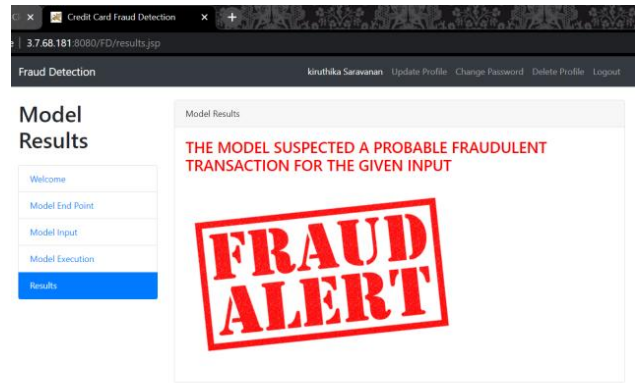 Credit Card Fraud Detection
3.7.68.181:8080/FD/results.jsp
Fraud Detection
kiruthika Saravanan Update Profile Change Password Delete Profile Logout
Model
Results
Welcome
Model End Point
Model Input
Model Execution
Results
Model Results
THE MODEL SUSPECTED A PROBABLE FRAUDULENT
TRANSACTION FOR THE GIVEN INPUT
FRAUD
ALERT